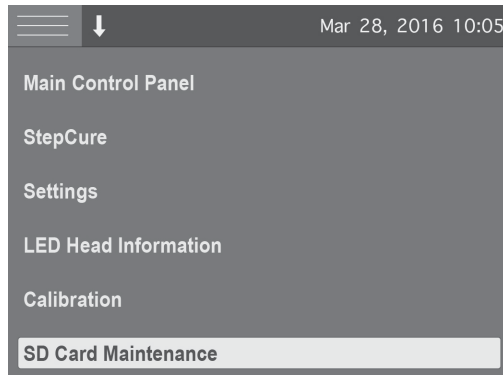 Mar 28, 2016 10:05
Main Control Panel
StepCure
Settings
LED Head Information
Calibration
SD Card Maintenance